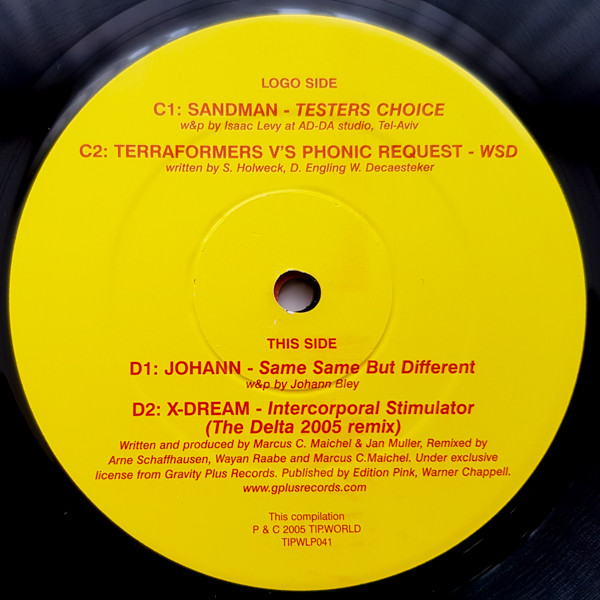 LOGO SIDE
C1: SANDMAN - TESTERS CHOICE
w&p by Isaac Levy at AD-DA studio, Tel-Aviv
C2: TERRAFORMERS V'S PHONIC REQUEST - WSD
written by S. Holweck, D. Engling W. Decaesteker
THIS SIDE
D1: JOHANN - Same Same But Different
w&p by Johann Bley
D2: X-DREAM - Intercorporal Stimulator
(The Delta 2005 remix)
Written and produced by Marcus C. Maichel & Jan Muller, Remixed by
Arne Schaffhausen, Wayan Raabe and Marcus C.Maichel. Under exclusive
license from Gravity Plus Records. Published by Edition Pink, Warner Chappell.
www.gplusrecords.com
This compilation
P & C 2005 TIP.WORLD
TIPWLP041